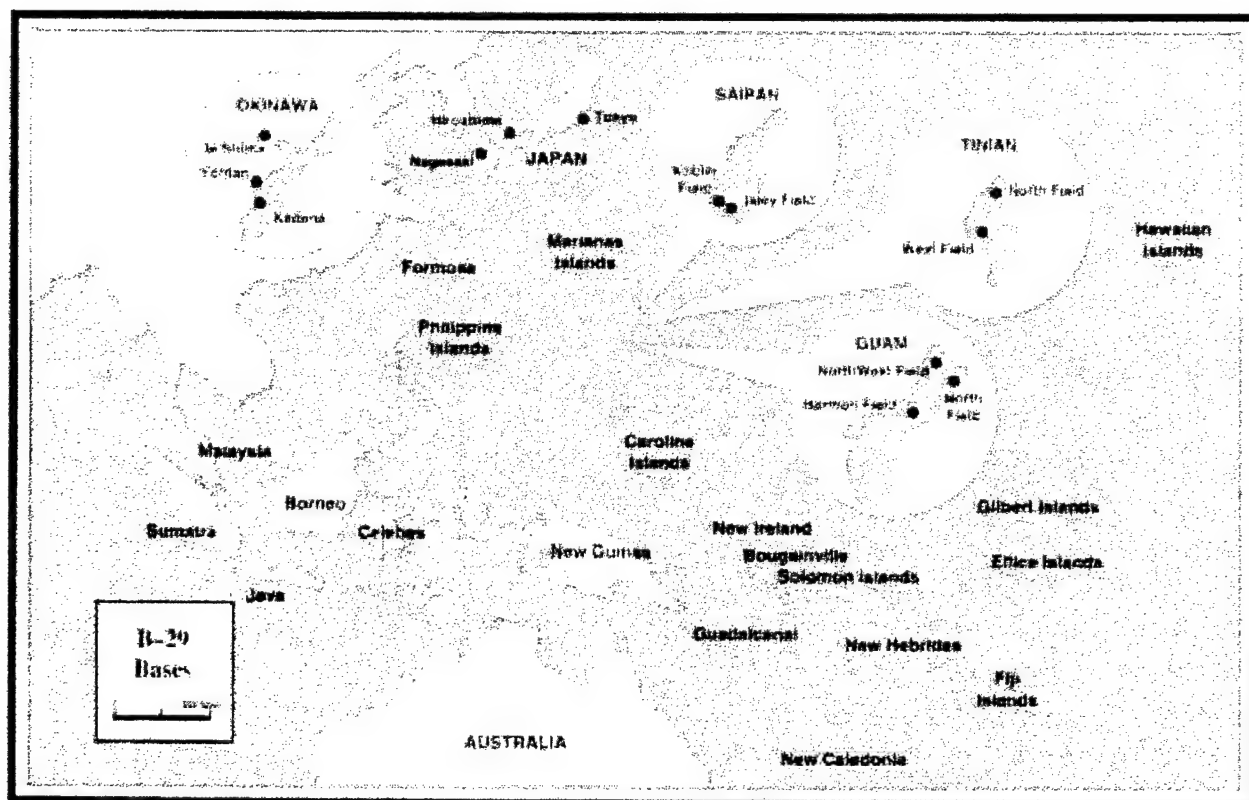 OKINAWA
Ie Shima
Yontan
Kadena
Hiroshima
Nagasaki
Tokyo
JAPAN
SAIPAN
Kobler
Field
Isley Field
TINIAN
North Field
West Field
Hawaiian
Islands
Marianas
Islands
Formosa
Philippine
Islands
GUAM
NorthWest Field
North
Field
Harmon Field
Caroline
Islands
Malaysia
Borneo
Sumatra
Celebes
Java
New Guinea
New Ireland
Bougainville
Solomon Islands
Gilbert Islands
Ellice Islands
Guadalcanal
New Hebrides
Fiji
Islands
New Caledonia
AUSTRALIA
B-29
Bases